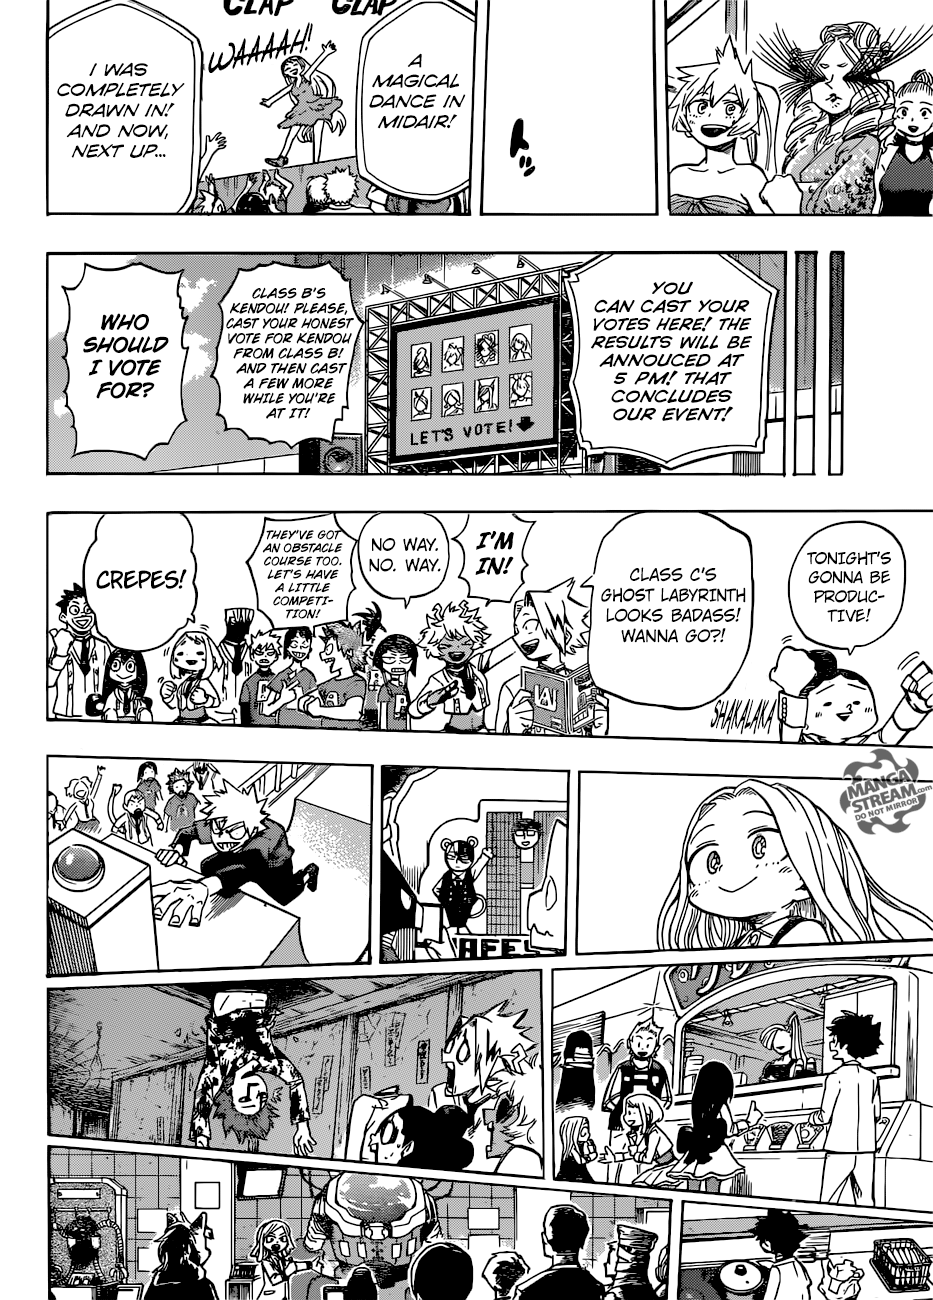 CLAP
CLAP
A
MAGICAL
DANCE IN
MIDAIR!
WAAAAH!
I WAS
COMPLETELY
DRAWN IN!
AND NOW,
NEXT UP...
トッ
YOU
CAN CAST YOUR
VOTES HERE! THE
RESULTS WILL BE
ANNOUCED AT
5 PM! THAT
CONCLUDES
OUR EVENT!
LET'S VOTE!
CLASS B'S
KENDOU! PLEASE,
CAST YOUR HONEST
VOTE FOR KENDOU
FROM CLASS B!
AND THEN CAST
A FEW MORE
WHILE YOU'RE
AT IT!
WHO
SHOULD
I VOTE
FOR?
TONIGHT'S
GONNA BE
PRODUC-
TIVE!
SHAKALAKA
CLASS C'S
GHOST LABYRINTH
LOOKS BADASS!
WANNA GO?!
I'M
IN!
NO WAY.
NO. WAY.
THEY'VE GOT
AN OBSTACLE
COURSE TOO.
LET'S HAVE
A LITTLE
COMPETI-
TION!
CREPES!
MANGA
STREAM.com
DO NOT MIRROR
AFE